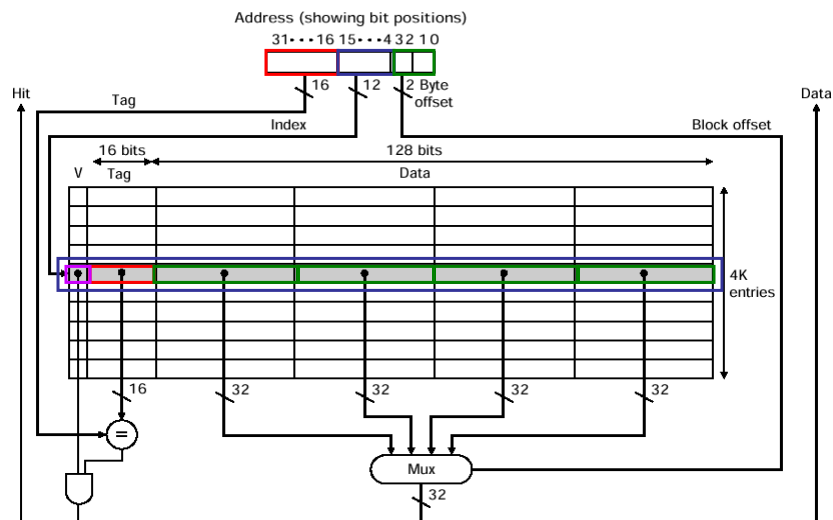 Address (showing bit positions)
31•••16 15•••4 3 2 1 0
16 12 2 Byte offset
Hit
Tag
Index
Block offset
Data
16 bits
128 bits
V
Tag
Data
4K entries
16
32
32
32
32
=
Mux
32